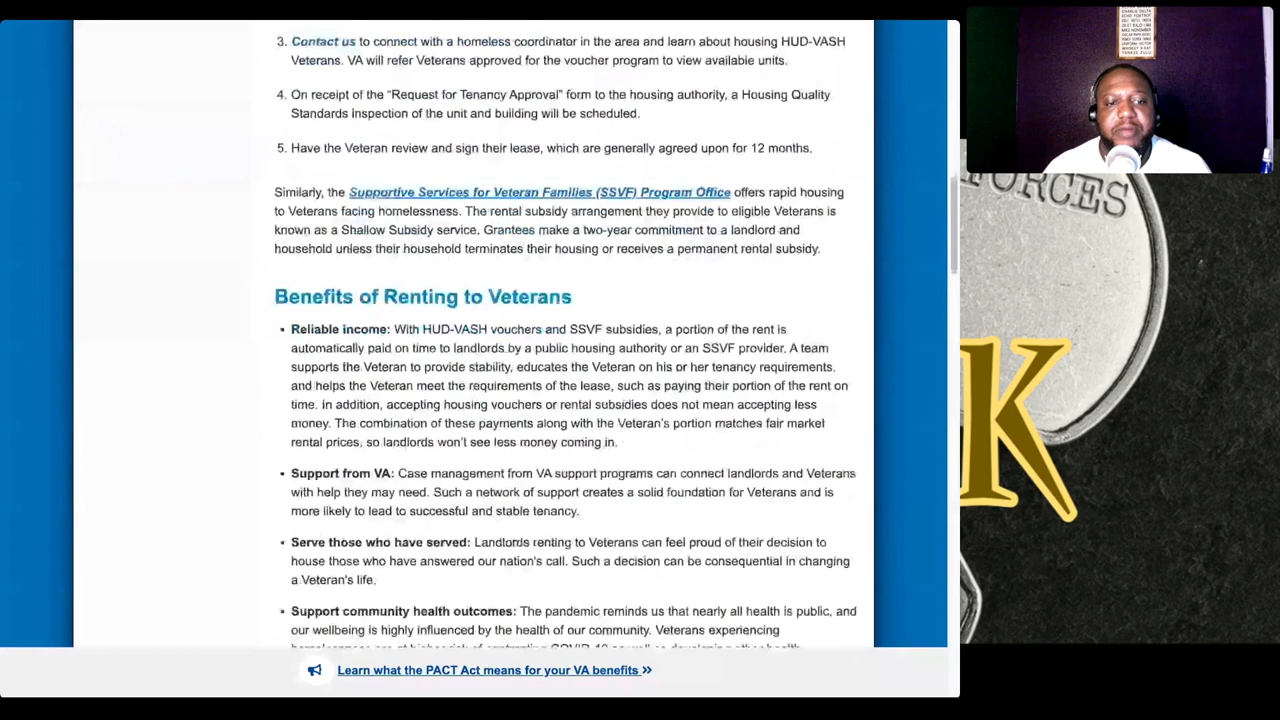 3. Contact us to connect with a homeless coordinator in the area and learn about housing HUD-VASH
Veterans. VA will refer Veterans approved for the voucher program to view available units.
4. On receipt of the “Request for Tenancy Approval” form to the housing authority, a Housing Quality
Standards inspection of the unit and building will be scheduled.
5. Have the Veteran review and sign their lease, which are generally agreed upon for 12 months.
Similarly, the Supportive Services for Veteran Families (SSVF) Program Office offers rapid housing
to Veterans facing homelessness. The rental subsidy arrangement they provide to eligible Veterans is
known as a Shallow Subsidy service. Grantees make a two-year commitment to a landlord and
household unless their household terminates their housing or receives a permanent rental subsidy.
Benefits of Renting to Veterans
• Reliable income: With HUD-VASH vouchers and SSVF subsidies, a portion of the rent is
automatically paid on time to landlords by a public housing authority or an SSVF provider. A team
supports the Veteran to provide stability, educates the Veteran on his or her tenancy requirements,
and helps the Veteran meet the requirements of the lease, such as paying their portion of the rent on
time. In addition, accepting housing vouchers or rental subsidies does not mean accepting less
money. The combination of these payments along with the Veteran’s portion matches fair market
rental prices, so landlords won’t see less money coming in.
• Support from VA: Case management from VA support programs can connect landlords and Veterans
with help they may need. Such a network of support creates a solid foundation for Veterans and is
more likely to lead to successful and stable tenancy.
• Serve those who have served: Landlords renting to Veterans can feel proud of their decision to
house those who have answered our nation’s call. Such a decision can be consequential in changing
a Veteran’s life.
• Support community health outcomes: The pandemic reminds us that nearly all health is public, and
our wellbeing is highly influenced by the health of our community. Veterans experiencing
Learn what the PACT Act means for your VA benefits »
FORCES
K